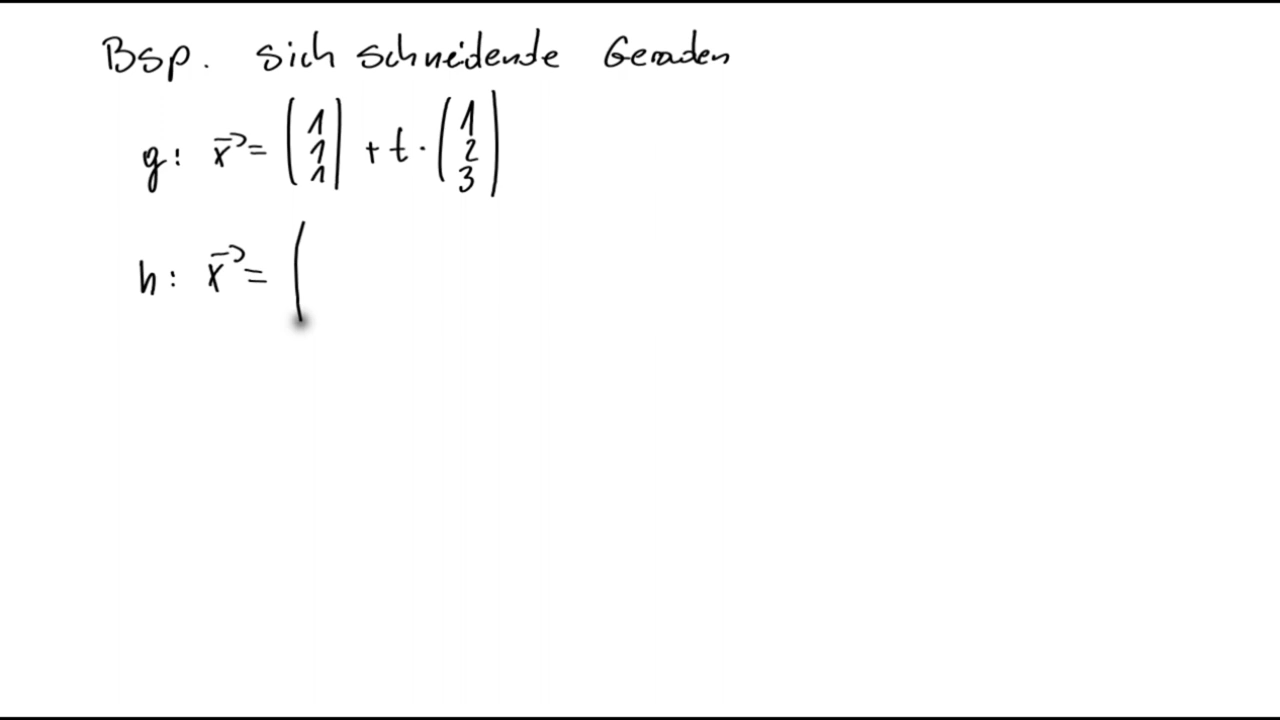 Bsp. sich schneidende Geraden
g: x⃗ = (1 1 1) + t · (1 2 3)
h: x⃗ = (